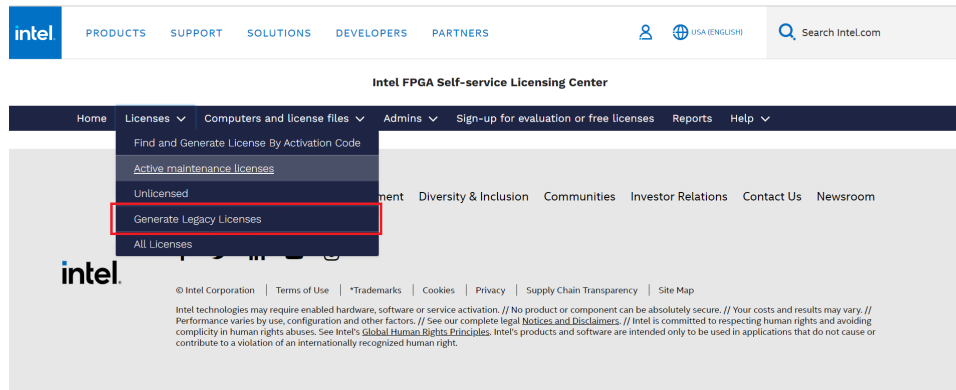 intel. PRODUCTS SUPPORT SOLUTIONS DEVELOPERS PARTNERS USA (ENGLISH) Search Intel.com
Intel FPGA Self-service Licensing Center
Home Licenses Computers and license files Admins Sign-up for evaluation or free licenses Reports Help
Find and Generate License By Activation Code
Active maintenance licenses
Unlicensed
Diversity & Inclusion Communities Investor Relations Contact Us Newsroom
Generate Legacy Licenses
All Licenses
intel.
© Intel Corporation | Terms of Use | *Trademarks | Cookies | Privacy | Supply Chain Transparency | Site Map
Intel technologies may require enabled hardware, software or service activation. // No product or component can be absolutely secure. // Your costs and results may vary. //
Performance varies by use, configuration and other factors. // See our complete legal Notices and Disclaimers. // Intel is committed to respecting human rights and avoiding
complicity in human rights abuses. See Intel's Global Human Rights Principles. Intel's products and software are intended only to be used in applications that do not cause or
contribute to a violation of an internationally recognized human right.